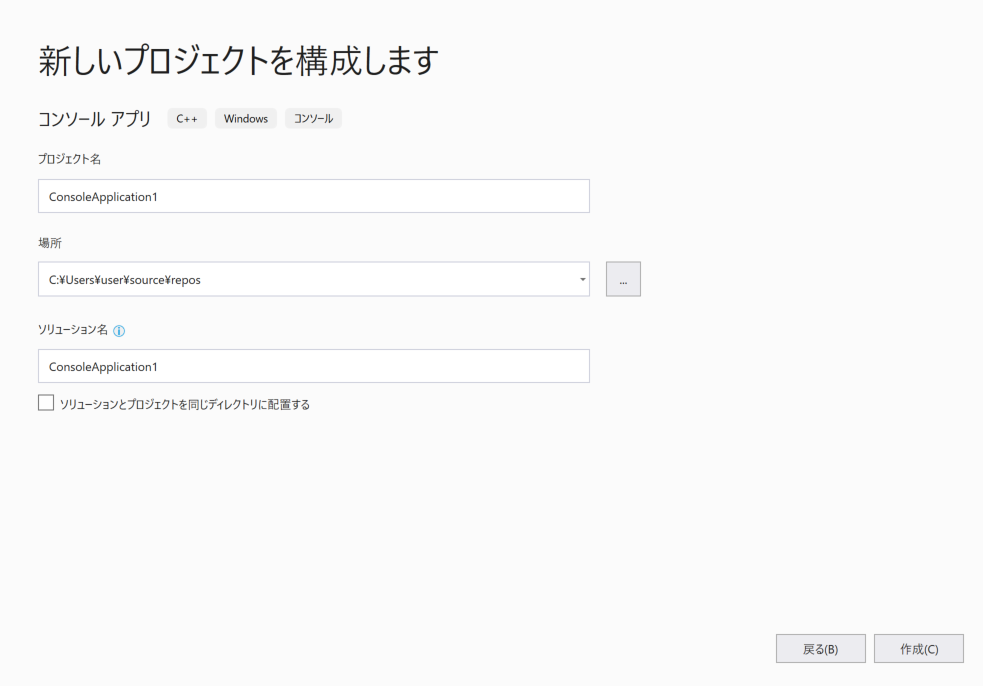 新しいプロジェクトを構成します
コンソール アプリ C++ Windows コンソール
プロジェクト名
ConsoleApplication1
場所
C:¥Users¥user¥source¥repos
...
ソリューション名
ConsoleApplication1
ソリューションとプロジェクトを同じディレクトリに配置する
戻る(B) 作成(C)